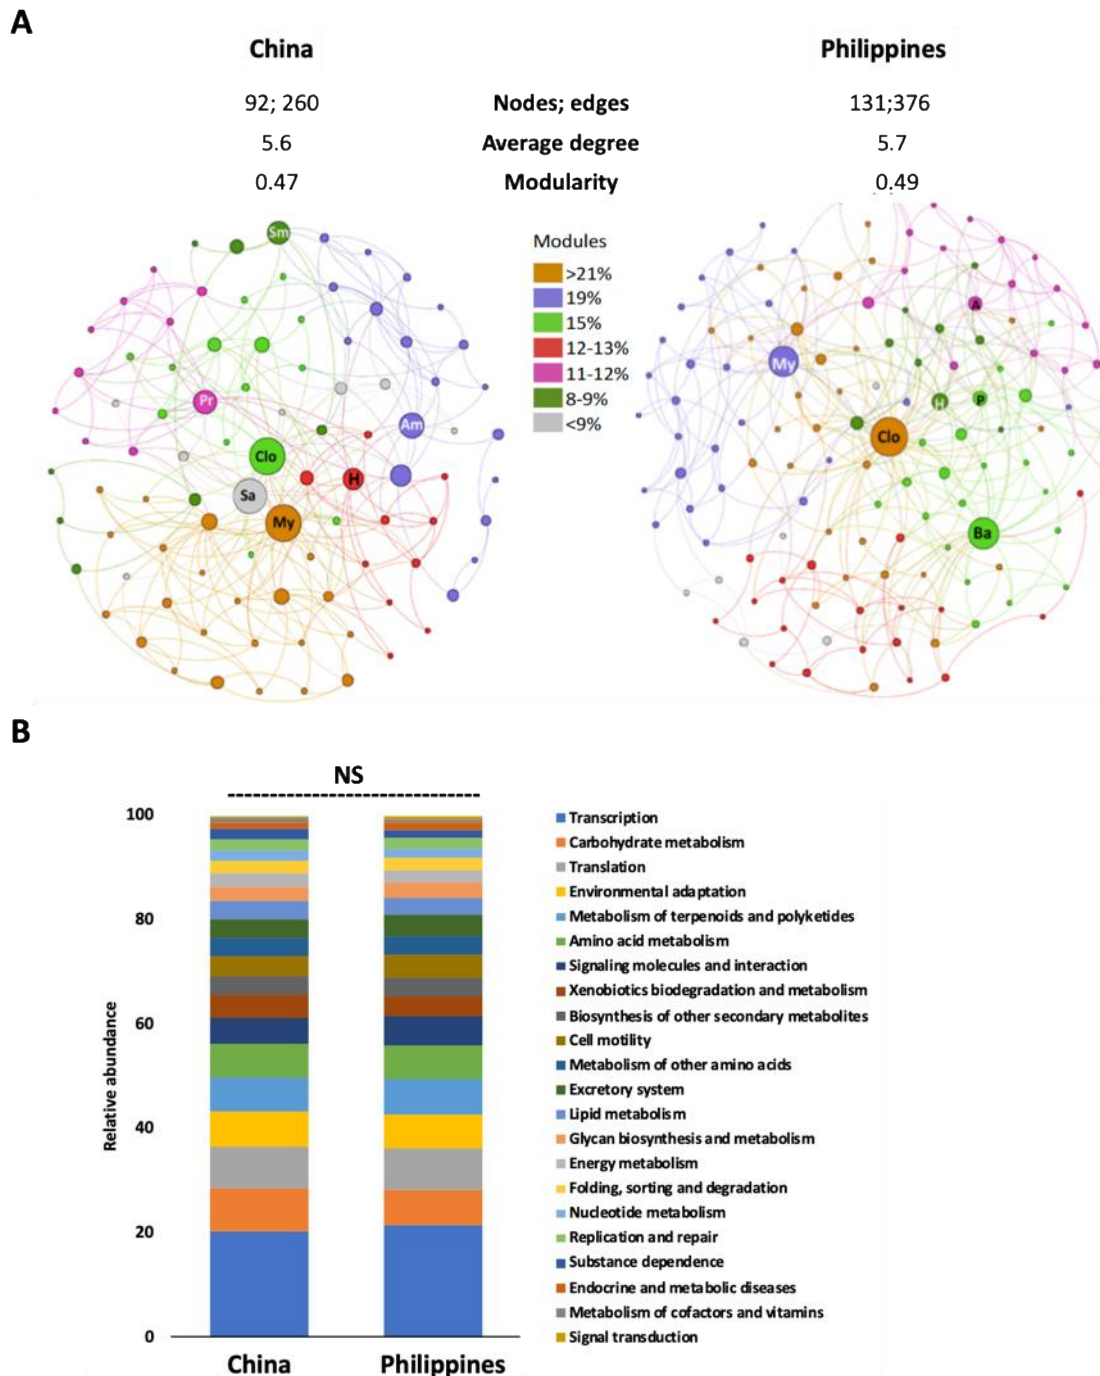 A
China Philippines
92; 260 Nodes; edges 131;376
5.6 Average degree 5.7
0.47 Modularity 0.49
Modules
>21%
19%
15%
12-13%
11-12%
8-9%
<9%
Sm
Pr
Am
Clo
H
Sa
My
A
My
H P
Clo
Ba
B
NS
100
80
60
40
20
0
Relative abundance
China Philippines
Transcription
Carbohydrate metabolism
Translation
Environmental adaptation
Metabolism of terpenoids and polyketides
Amino acid metabolism
Signaling molecules and interaction
Xenobiotics biodegradation and metabolism
Biosynthesis of other secondary metabolites
Cell motility
Metabolism of other amino acids
Excretory system
Lipid metabolism
Glycan biosynthesis and metabolism
Energy metabolism
Folding, sorting and degradation
Nucleotide metabolism
Replication and repair
Substance dependence
Endocrine and metabolic diseases
Metabolism of cofactors and vitamins
Signal transduction